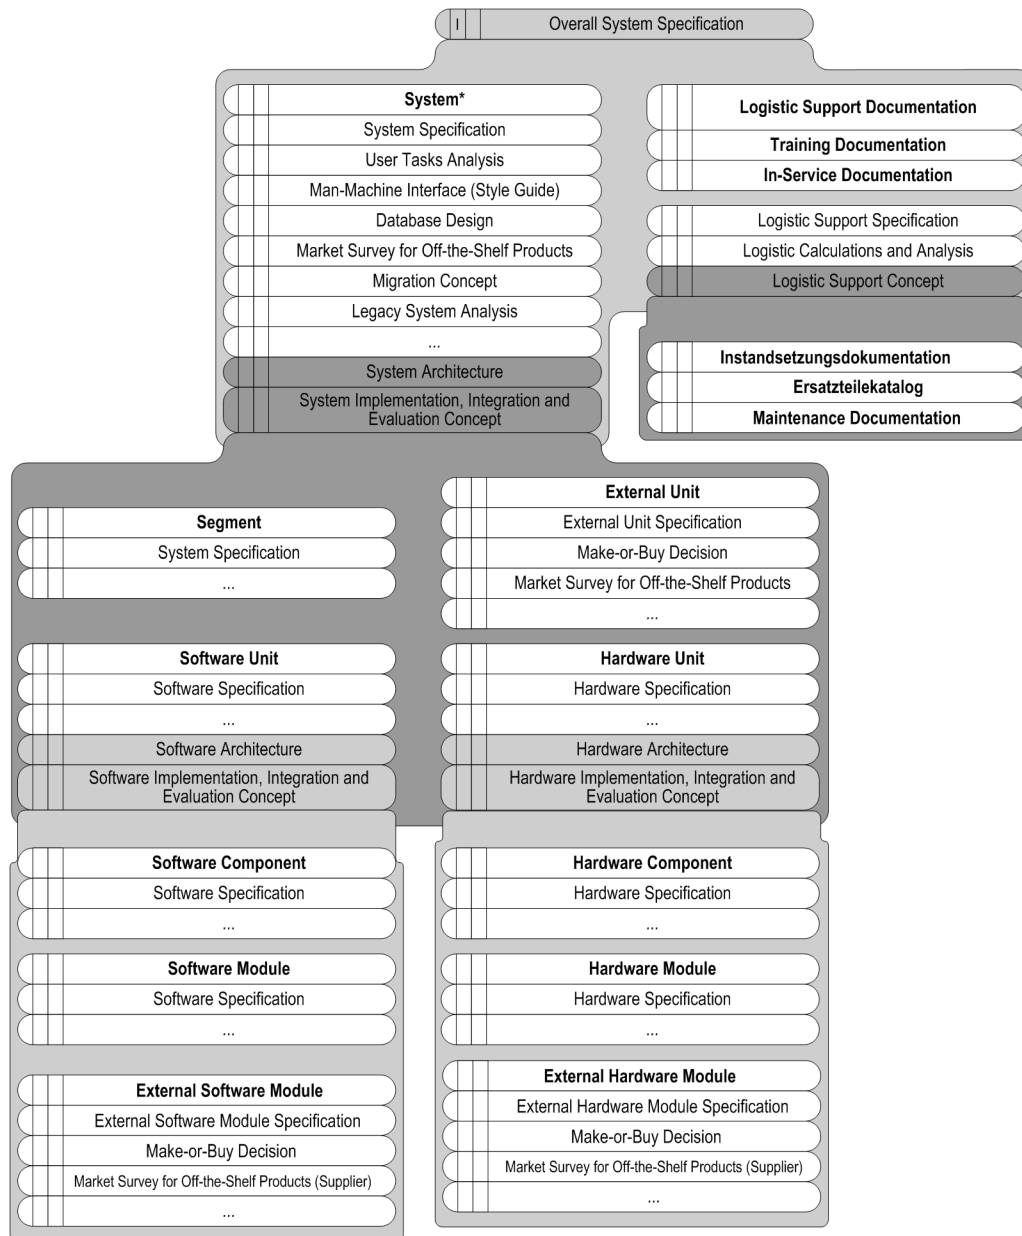 I
Overall System Specification
System*
System Specification
User Tasks Analysis
Man-Machine Interface (Style Guide)
Database Design
Market Survey for Off-the-Shelf Products
Migration Concept
Legacy System Analysis
...
System Architecture
System Implementation, Integration and
Evaluation Concept
Logistic Support Documentation
Training Documentation
In-Service Documentation
Logistic Support Specification
Logistic Calculations and Analysis
Logistic Support Concept
Instandsetzungsdokumentation
Ersatzteilekatalog
Maintenance Documentation
Segment
System Specification
...
External Unit
External Unit Specification
Make-or-Buy Decision
Market Survey for Off-the-Shelf Products
...
Software Unit
Software Specification
...
Software Architecture
Software Implementation, Integration and
Evaluation Concept
Hardware Unit
Hardware Specification
...
Hardware Architecture
Hardware Implementation, Integration and
Evaluation Concept
Software Component
Software Specification
...
Software Module
Software Specification
...
External Software Module
External Software Module Specification
Make-or-Buy Decision
Market Survey for Off-the-Shelf Products (Supplier)
...
Hardware Component
Hardware Specification
...
Hardware Module
Hardware Specification
...
External Hardware Module
External Hardware Module Specification
Make-or-Buy Decision
Market Survey for Off-the-Shelf Products (Supplier)
...